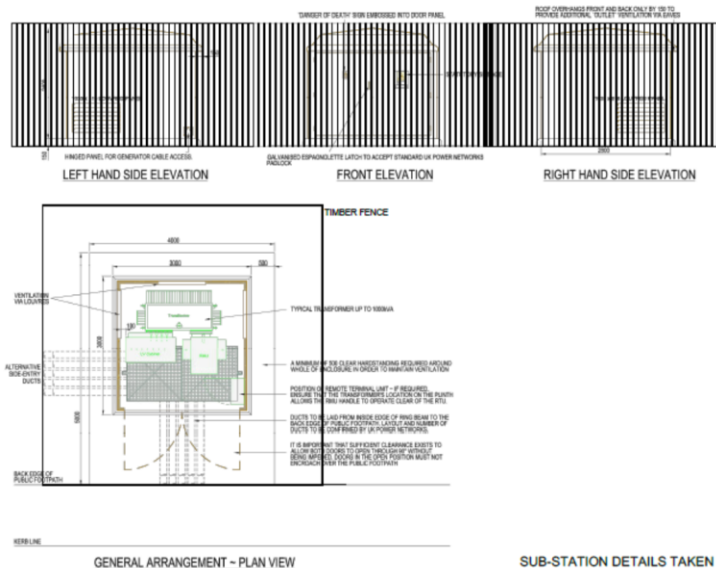 'DANGER OF DEATH' SIGN EMBOSSED INTO DOOR PANEL
ROOF OVERHANGS FRONT AND BACK ONLY BY 150 TO
PROVIDE ADDITIONAL 'OUTLET' VENTILATION VIA EAVES
HINGED PANEL FOR GENERATOR CABLE ACCESS.
GALVANISED ESPAGNOLETTE LATCH TO ACCEPT STANDARD UK POWER NETWORKS
PADLOCK
LEFT HAND SIDE ELEVATION
FRONT ELEVATION
RIGHT HAND SIDE ELEVATION
TIMBER FENCE
3000
500
VENTILATION
VIA LOUVRES
TYPICAL TRANSFORMER UP TO 1000kVA
Transformer
ALTERNATIVE
SIDE-ENTRY
DUCTS
A MINIMUM OF 300 CLEAR HARDSTANDING REQUIRED AROUND
WHOLE OF ENCLOSURE IN ORDER TO MAINTAIN VENTILATION
POSITION OF REMOTE TERMINAL UNIT - IF REQUIRED.
ENSURE THAT THE TRANSFORMER'S LOCATION ON THE PLINTH
ALLOWS THE RMU HANDLE TO OPERATE CLEAR OF THE RTU.
DUCTS TO BE LAID FROM INSIDE EDGE OF RING BEAM TO THE
BACK EDGE OF PUBLIC FOOTPATH. LAYOUT AND NUMBER OF
DUCTS TO BE CONFIRMED BY UK POWER NETWORKS.
IT IS IMPORTANT THAT SUFFICIENT CLEARANCE EXISTS TO
ALLOW BOTH DOORS TO OPEN THROUGH 90° WITHOUT
BEING IMPEDED. DOORS IN THE OPEN POSITION MUST NOT
ENCROACH OVER THE PUBLIC FOOTPATH
BACK EDGE OF
PUBLIC FOOTPATH
KERB LINE
GENERAL ARRANGEMENT ~ PLAN VIEW
SUB-STATION DETAILS TAKEN